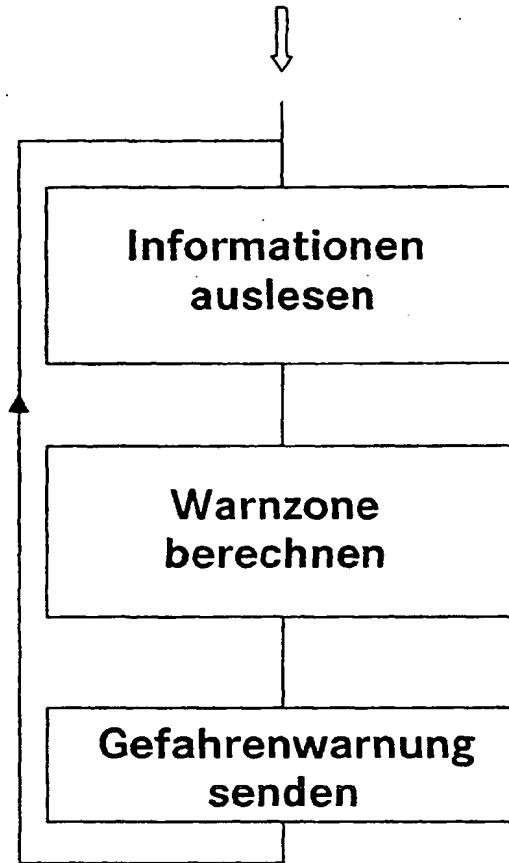 Informationen
auslesen
Warnzone
berechnen
Gefahrenwarnung
senden